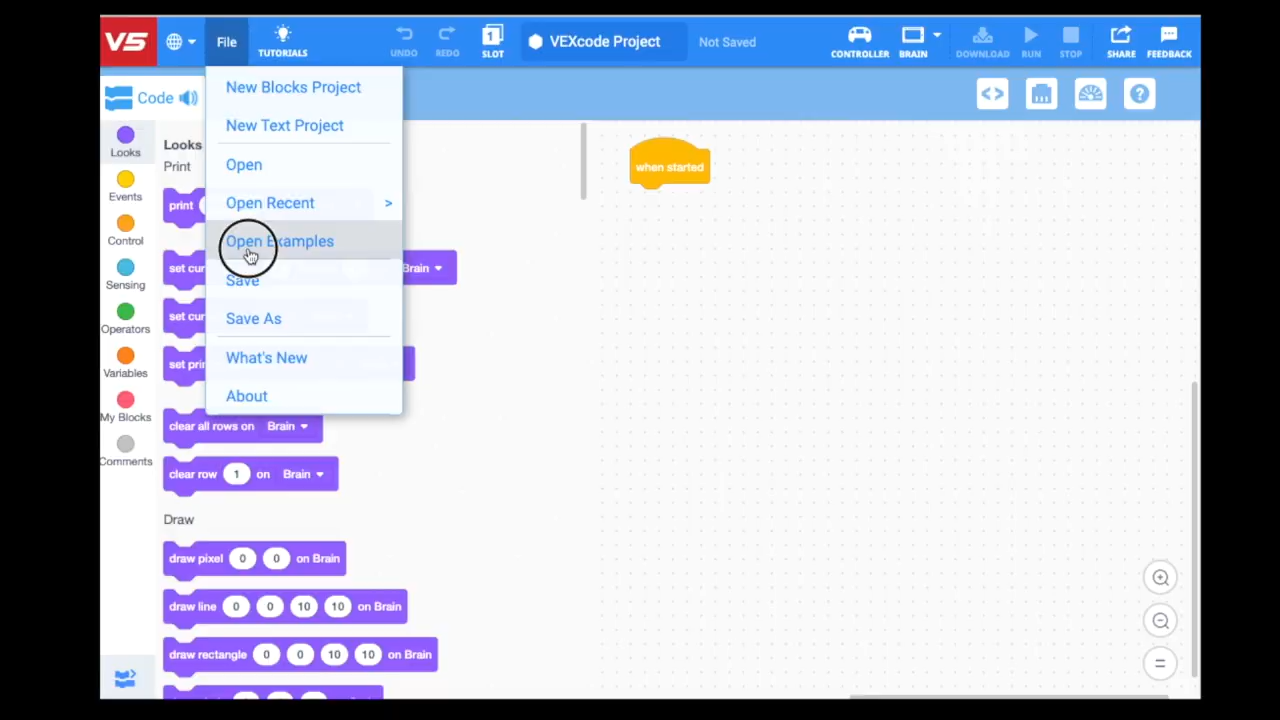 V5
File
TUTORIALS
UNDO
REDO
1
SLOT
VEXcode Project
Not Saved
CONTROLLER
BRAIN
DOWNLOAD
RUN
STOP
SHARE
FEEDBACK
Code
New Blocks Project
New Text Project
Open
Open Recent >
Open Examples
Save
Save As
What's New
About
Looks
Events
Control
Sensing
Operators
Variables
My Blocks
Comments
Looks
Print
print
set cur
Brain
set cur
set prin
clear all rows on Brain
clear row 1 on Brain
Draw
draw pixel 0 0 on Brain
draw line 0 0 10 10 on Brain
draw rectangle 0 0 10 10 on Brain
when started